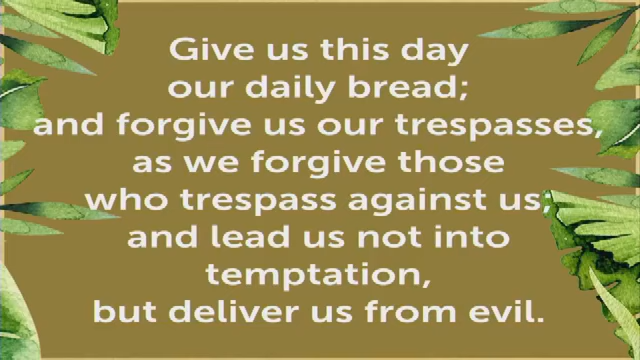 Give us this day
our daily bread;
and forgive us our trespasses,
as we forgive those
who trespass against us;
and lead us not into
temptation,
but deliver us from evil.